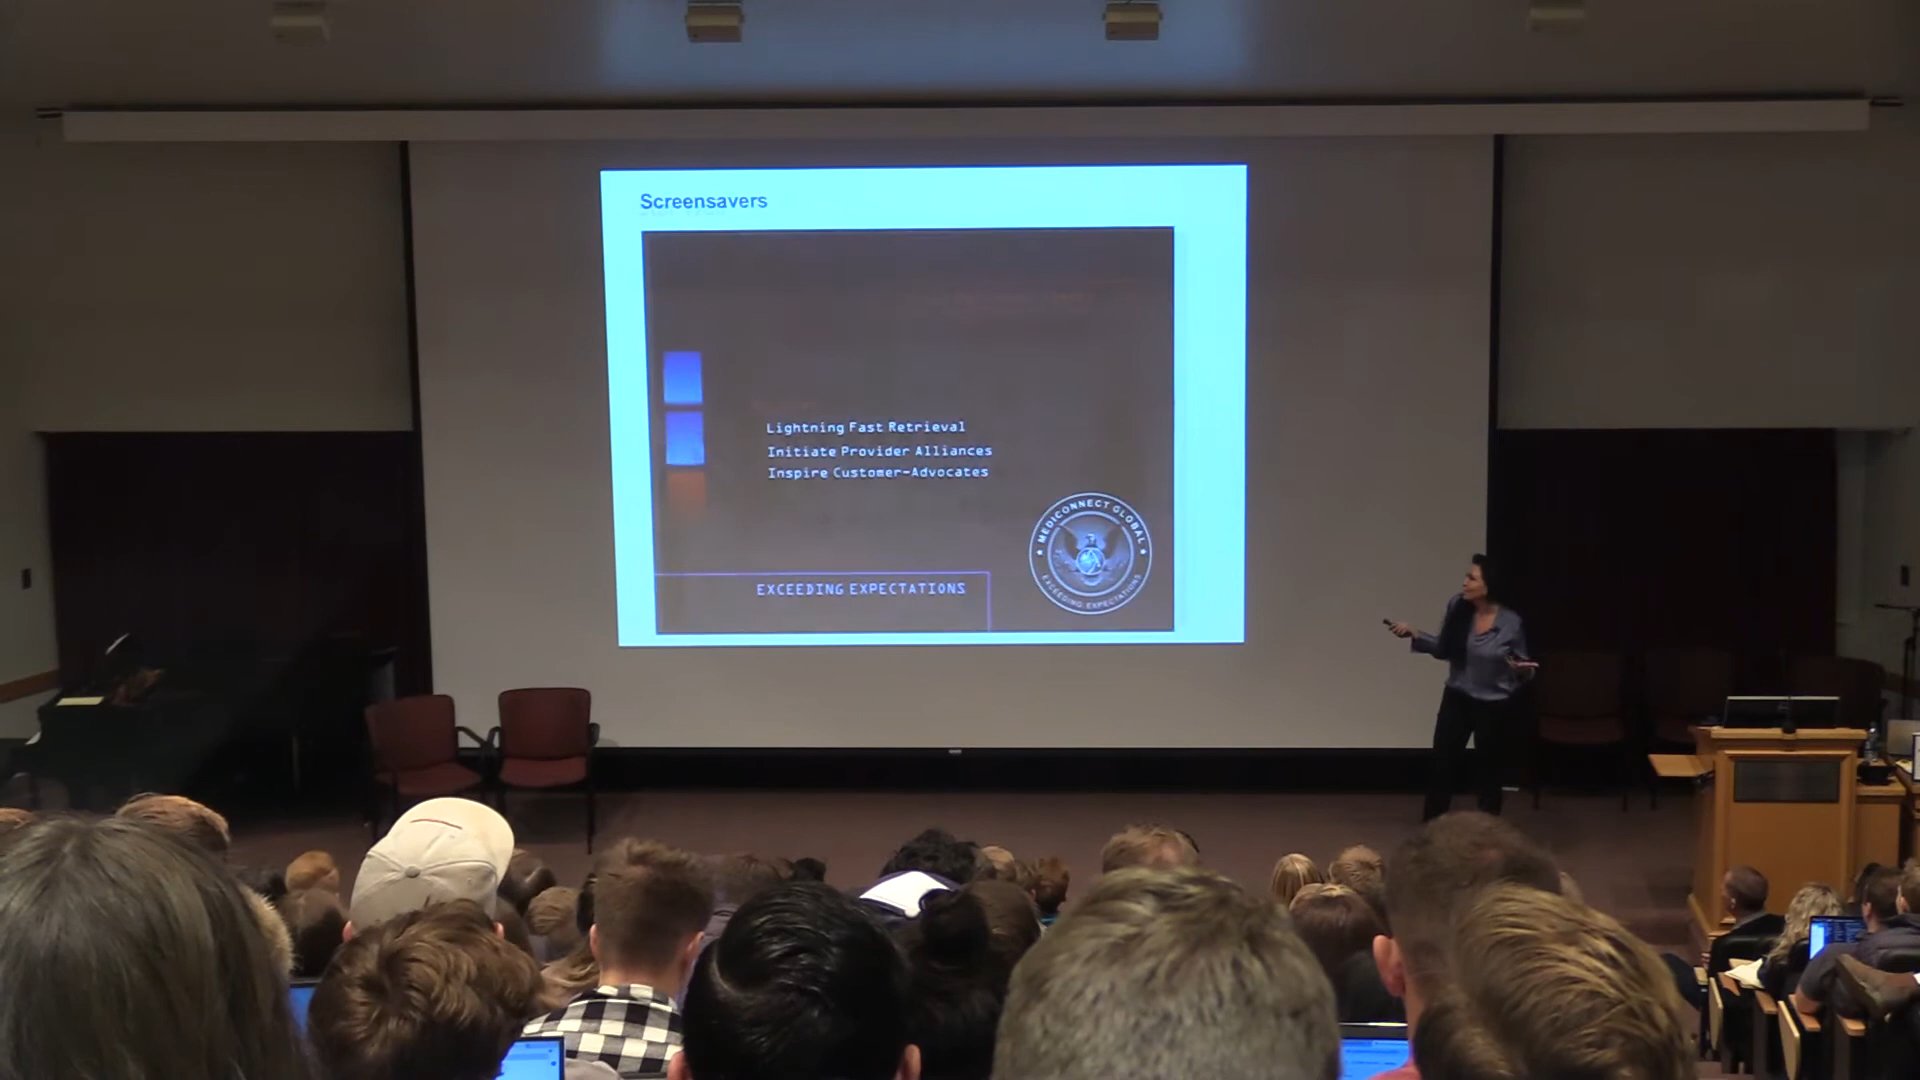 Screensavers
Lightning Fast Retrieval
Initiate Provider Alliances
Inspire Customer-Advocates
MEDICONNECT GLOBAL
EXCEEDING EXPECTATIONS
EXCEEDING EXPECTATIONS